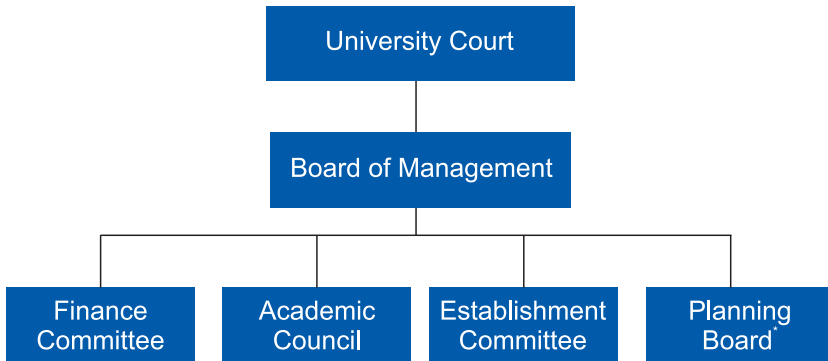 University Court
Board of Management
Finance
Committee
Academic
Council
Establishment
Committee
Planning
Board*